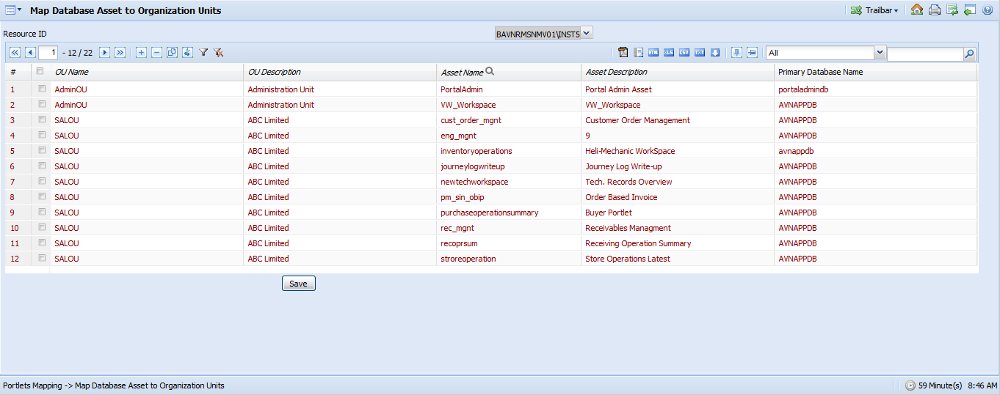 Map Database Asset to Organization Units Trailbar
Resource ID BAVNRMSNMV01\INST5
1 - 12 / 22 HTML XLS CSV TXT All
# OU Name OU Description Asset Name Asset Description Primary Database Name
1 AdminOU Administration Unit PortalAdmin Portal Admin Asset portaladmindb
2 AdminOU Administration Unit VW_Workspace VW_Workspace AVNAPPDB
3 SALOU ABC Limited cust_order_mgnt Customer Order Management AVNAPPDB
4 SALOU ABC Limited eng_mgnt 9 AVNAPPDB
5 SALOU ABC Limited inventoryoperations Heli-Mechanic WorkSpace avnappdb
6 SALOU ABC Limited journeylogwriteup Journey Log Write-up AVNAPPDB
7 SALOU ABC Limited newtechworkspace Tech. Records Overview AVNAPPDB
8 SALOU ABC Limited pm_sin_obip Order Based Invoice AVNAPPDB
9 SALOU ABC Limited purchaseoperationsummary Buyer Portlet AVNAPPDB
10 SALOU ABC Limited rec_mgnt Receivables Managment AVNAPPDB
11 SALOU ABC Limited recoprsum Receiving Operation Summary AVNAPPDB
12 SALOU ABC Limited stroreoperation Store Operations Latest AVNAPPDB
Save
Portlets Mapping -> Map Database Asset to Organization Units 59 Minute(s) 8:46 AM